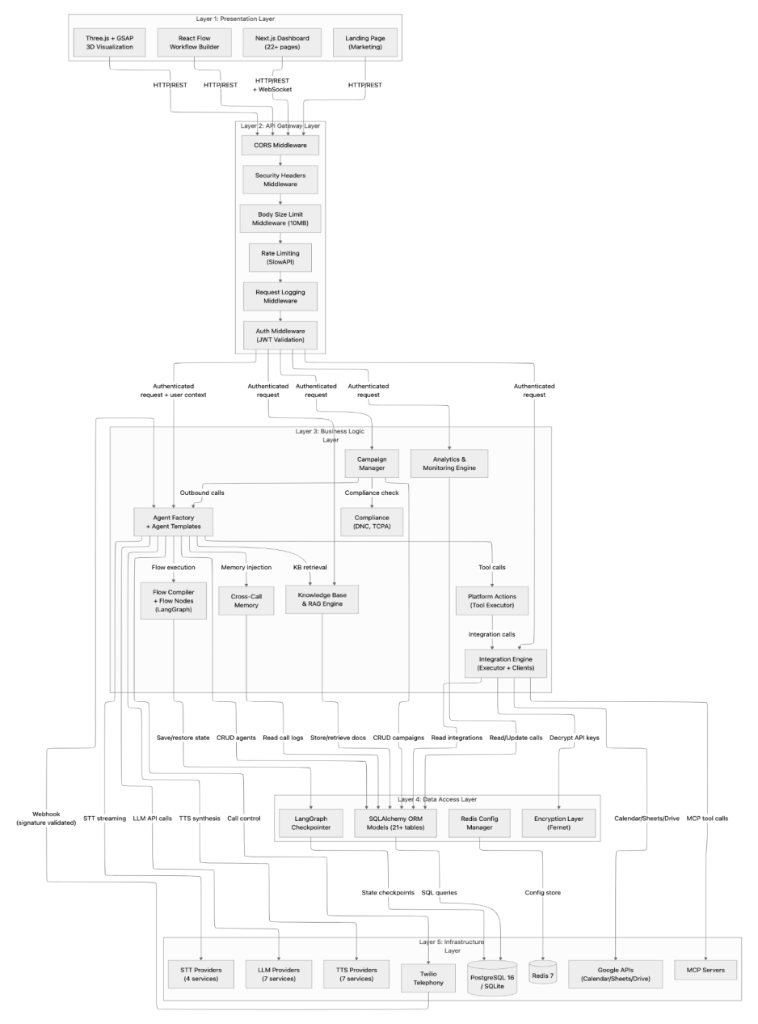 Layer 1: Presentation Layer
Three.js + GSAP
3D Visualization
React Flow
Workflow Builder
Next.js Dashboard
(22+ pages)
Landing Page
(Marketing)
HTTP/REST
HTTP/REST
HTTP/REST
+ WebSocket
HTTP/REST
Layer 2: API Gateway Layer
CORS Middleware
Security Headers
Middleware
Body Size Limit
Middleware (10MB)
Rate Limiting
(SlowAPI)
Request Logging
Middleware
Auth Middleware
(JWT Validation)
Authenticated
request + user context
Authenticated
request
Authenticated
request
Authenticated
request
Authenticated
request
Layer 3: Business Logic
Layer
Campaign
Manager
Analytics &
Monitoring Engine
Outbound calls
Compliance check
Agent Factory
+ Agent Templates
Compliance
(DNC, TCPA)
Flow execution
Memory injection
KB retrieval
Tool calls
Flow Compiler
+ Flow Nodes
(LangGraph)
Cross-Call
Memory
Knowledge Base
& RAG Engine
Platform Actions
(Tool Executor)
Integration calls
Integration Engine
(Executor + Clients)
Save/restore state
CRUD agents
Read call logs
Store/retrieve docs
CRUD campaigns
Read integrations
Read/Update calls
Decrypt API keys
Layer 4: Data Access Layer
LangGraph
Checkpointer
SQLAlchemy ORM
Models (21+ tables)
Redis Config
Manager
Encryption Layer
(Fernet)
Webhook
(signature validated)
STT streaming
LLM API calls
TTS synthesis
Call control
Calendar/Sheets/Drive
MCP tool calls
State checkpoints
SQL queries
Config store
Layer 5: Infrastructure
Layer
STT Providers
(4 services)
LLM Providers
(7 services)
TTS Providers
(7 services)
Twilio
Telephony
PostgreSQL 16
/ SQLite
Redis 7
Google APIs
(Calendar/Sheets/Drive)
MCP Servers